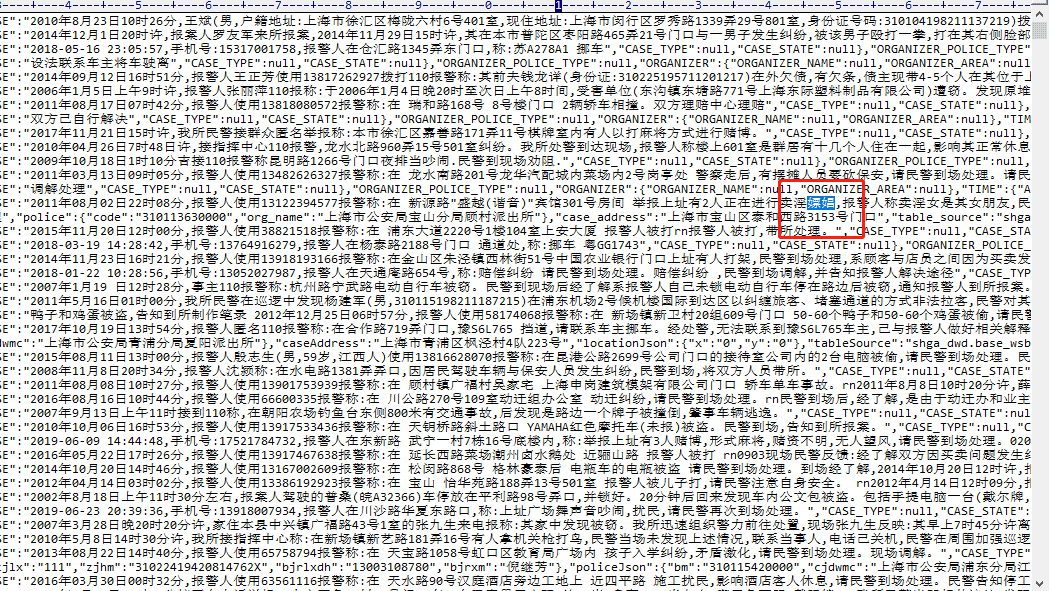 4 5 6 7 8 9 0 1 2 3 4 5 6 7 8
SE":"2010年8月23日10时26分,王斌(男,户籍地址:上海市徐汇区梅陇六村6号401室,现住地址:上海市闵行区罗秀路1339弄29号801室,身份证号码:310104198211137219)拨
SE":"2014年12月1日20时许,报案人罗友军来所报案,2014年11月29日15时许,其在本市普陀区枣阳路465弄21号门口与一男子发生纠纷,被该男子殴打一拳,打在其右侧脸部
SE":"2018-05-16 23:05:57,手机号:15317001758,报警人在仓汇路1345弄东门口,称:苏A278A1 挪车","CASE_TYPE":null,"CASE_STATE":null},"ORGANIZER_POLICE_TYPE"
SE":"设法联系车主将车驶离","CASE_TYPE":null,"CASE_STATE":null},"ORGANIZER_POLICE_TYPE":null,"ORGANIZER":{"ORGANIZER_NAME":null,"ORGANIZER_AREA":null}
SE":"2014年09月12日16时51分,报警人王正芳使用13817262927拨打110报警称:其前夫钱龙详(身份证:310225195711201217)在外欠债,有欠条,债主现带4-5个人在其位于上
SE":"2006年1月5日上午9时许,报警人张丽萍110报警称:于2006年1月4日晚20时至次日上午8时间,受害单位(东沟镇东塘路771号上海东际塑料制品有限公司)遭窃。发现原堆
SE":"2011年08月17日07时42分,报警人使用13818080572报警称:在 瑞和路168号 8号楼门口 2辆轿车相撞。双方理赔中心理赔","CASE_TYPE":null,"CASE_STATE":null},
SE":"双方已自行解决","CASE_TYPE":null,"CASE_STATE":null},"ORGANIZER_POLICE_TYPE":null,"ORGANIZER":{"ORGANIZER_NAME":null,"ORGANIZER_AREA":null},"TIM
SE":"2017年11月21日15时许,我所民警接群众匿名举报:本市徐汇区嘉善路171弄11号棋牌室内有人以打麻将方式进行赌博。","CASE_TYPE":null,"CASE_STATE":null},"ORG
SE":"2010年4月26日7时48日许,接指挥中心110报警,龙水北路960弄15号501室纠纷。我所处警到达现场,报警人称楼上601室是群居有十几个人住在一起,影响其正常休息
SE":"2009年10月18日1时10分吉接110报警称昆明路1266号门口夜排当吵闹.民警到现场劝阻.","CASE_TYPE":null,"CASE_STATE":null},"ORGANIZER_POLICE_TYPE":nul
SE":"2011年03月13日09时05分,报警人使用13482626327报警称:在 龙水南路201号龙华汽配城内菜场内2号岗亭处 警察走后,有摆摊人员要砍保安,请民警到场处理。请民
SE":"调解处理","CASE_TYPE":null,"CASE_STATE":null},"ORGANIZER_POLICE_TYPE":null,"ORGANIZER":{"ORGANIZER_NAME":null,"ORGANIZER_AREA":null},"TIME":{"A
SE":"2011年08月02日22时08分,报警人使用13122394577报警称:在 新源路"盛越(谐音)"宾馆301号房间 举报上址有2人正在进行卖淫嫖娼,报警人称卖淫女是其女朋友,民
l,"police":{"code":"310113630000","org_name":"上海市公安局宝山分局顾村派出所"},"case_address":"上海市宝山区泰和西路3153号门口","table_source":"shga
SE":"2015年11月20日12时00分,报警人使用38821518报警称:在 浦东大道2220号1楼104室上安大厦 报警人被打rn报警人被打,带所处理。","CASE_TYPE":null,"CASE_STA
SE":"2018-03-19 14:28:42,手机号:13764916279,报警人在杨泰路2188号门口 通道处,称:挪车 粤GG1743","CASE_TYPE":null,"CASE_STATE":null},"ORGANIZER_POLI
SE":"2014年11月23日16时21分,报警人使用13918193166报警称:在金山区朱泾镇西林街51号中国农业银行门口上址有人打架,民警到场处理,系顾客与店员之间因为买卖发
SE":"2018-01-22 10:28:56,手机号:13052027987,报警人在天通庵路654号,称:赔偿纠纷 请民警到场处理。赔偿纠纷 ,民警到场调解,并告知报警人解决途径","CASE_TYPE"
SE":"2007年1月19 日12时28分,事主110报警称:杭州路宁武路电动自行车被窃。民警到现场后经了解系报警人自己未锁电动自行车停在路边后被窃,通知报警人到所报案。
SE":"2011年5月16日01时00分,我所民警在巡逻中发现杨建军(男,310115198211187215)在浦东机场2号候机楼国际到达区以纠缠旅客、堵塞通道的方式非法拉客,民警对其
SE":"鸭子和鸡蛋被盗,告知到所制作笔录 2012年12月25日06时57分,报警人使用58174068报警称:在 新场镇新卫村20组609号门口 50-60个鸭子和50-60个鸡蛋被偷,请民
SE":"2017年10月19日13时54分,报警人匿名110报警称:在合作路719弄门口,豫S6L765 挡道,请联系车主挪车。经处警,无法联系到豫S6L765车主,己与报警人做好相关解释
dwmc":"上海市公安局青浦分局夏阳派出所"},"caseAddress":"上海市青浦区枫泾村4队223号","locationJson":{"x":"0","y":"0"},"tableSource":"shga_dwd.base_wsb
SE":"2015年08月11日13时00分,报警人殷志生(男,59岁,江西人)使用13816628070报警称:在昆港公路2699号公司门口的接待室公司内的2台电脑被偷,请民警到场处理。民
SE":"2008年11月8日20时34分,报警人沈颖称:在水电路1381弄弄口,因居民驾驶车辆与保安人员发生纠纷,民警到场,将双方人员带所。","CASE_TYPE":null,"CASE_STATE"
SE":"2011年08月08日10时27分,报警人使用13901753939报警称:在 顾村镇广福村吴家宅 上海申岗建筑模架有限公司门口 轿车单车事故。rn2011年8月8日10时20分许,薛
SE":"2010年08月16日10时02分,报警人使用66600335报警称:在 川公路270号109室动迁组办公室 动迁纠纷,请民警到场处理。rn民警到场后,经了解,是由于动迁办和业主
SE":"2007年9月13日上午11时接到110称,在朝阳农场钓鱼台东侧800米有交通事故,后发现是路边一个牌子被撞倒,肇事车辆逃逸。","CASE_TYPE":null,"CASE_STATE":nul
SE":"2010年10月06日16时53分,报警人使用13917533436报警称:在 天钥桥路斜土路口 YAMAHA红色摩托车(未报)被盗。民警到场,告知到所报案。","CASE_TYPE":null,"C
SE":"2019-06-09 14:44:48,手机号:17521784732,报警人在东新路 武宁一村7栋16号底楼内,称:举报上址有3人赌博,形式麻将,赌资不明,无人望风,请民警到场处理。020
SE":"2016年05月22日17时26分,报警人使用13917467638报警称:在 延长西路菜场潮州卤水鹅处 近骊山路 报警人被打 rn0903现场民警反馈:经了解双方因买卖问题发生纠
SE":"2014年10月20日14时46分,报警人使用13167002609报警称:在 松闵路868号 格林豪泰后 电瓶车的电瓶被盗 请民警到场处理。到场经了解,2014年10月20日12时许,报
SE":"2012年04月14日03时02分,报警人使用13386192923报警称:在 宝山 怡华苑路188弄13号501室 报警人被儿子打,请民警注意自身安全。 rn2012年4月14日12时09分,
SE":"2002年8月18日上午11时30分左右,报案人驾驶的普桑(皖A32366)车停放在平利路98号弄口,并锁好。20分钟后回来发现车内公文包被盗。包括手提电脑一台(戴尔牌,
SE":"2019-06-23 20:39:36,手机号:13918007934,报警人在川沙路华夏东路口,称:上址广场舞声音吵闹,扰民,请民警再次到场处理。","CASE_TYPE":null,"CASE_STATE":
SE":"2007年3月28日晚20时20分许,家住本县中兴镇广福路43号1室的张九生来电报称:其家中发现被窃。我所迅速组织警力前往处置,现场张九生反映:其早上7时45分许离
SE":"2010年5月8日14时30分许,我所接指挥中心称:在新场镇新艺路181弄16号有人拿机关枪打鸟,民警当场未发现上述情况,联系当事人,电话已关机,民警在周围加强巡逻
SE":"2013年08月22日14时40分,报警人使用65758794报警称:在 天宝路1058号虹口区教育局广场内 孩子入学纠纷,矛盾激化,请民警到场处理。现场调解。","CASE_TYPE"
cjlx":"111","zjhm":"31022419420814762X","bjrlxdh":"13003108780","bjrxm":"倪继芳"},"policeJson":{"bm":"310115420000","cjdwmc":"上海市公安局浦东分局江
SE":"2016年03月30日00时32分,报警人使用63561116报警称:在 天水路90号汉庭酒店旁边工地上 近四平路 施工扰民,影响酒店客人休息,请民警到场处理。民警告知停工